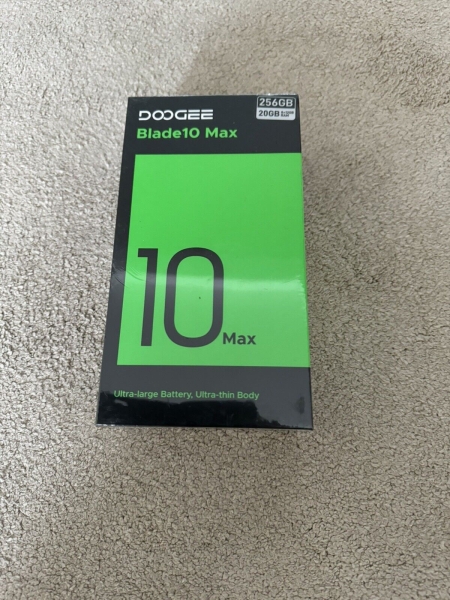 DOOGEE
256GB
20GB
Blade10 Max
10 Max
Ultra-large Battery, Ultra-thin Body